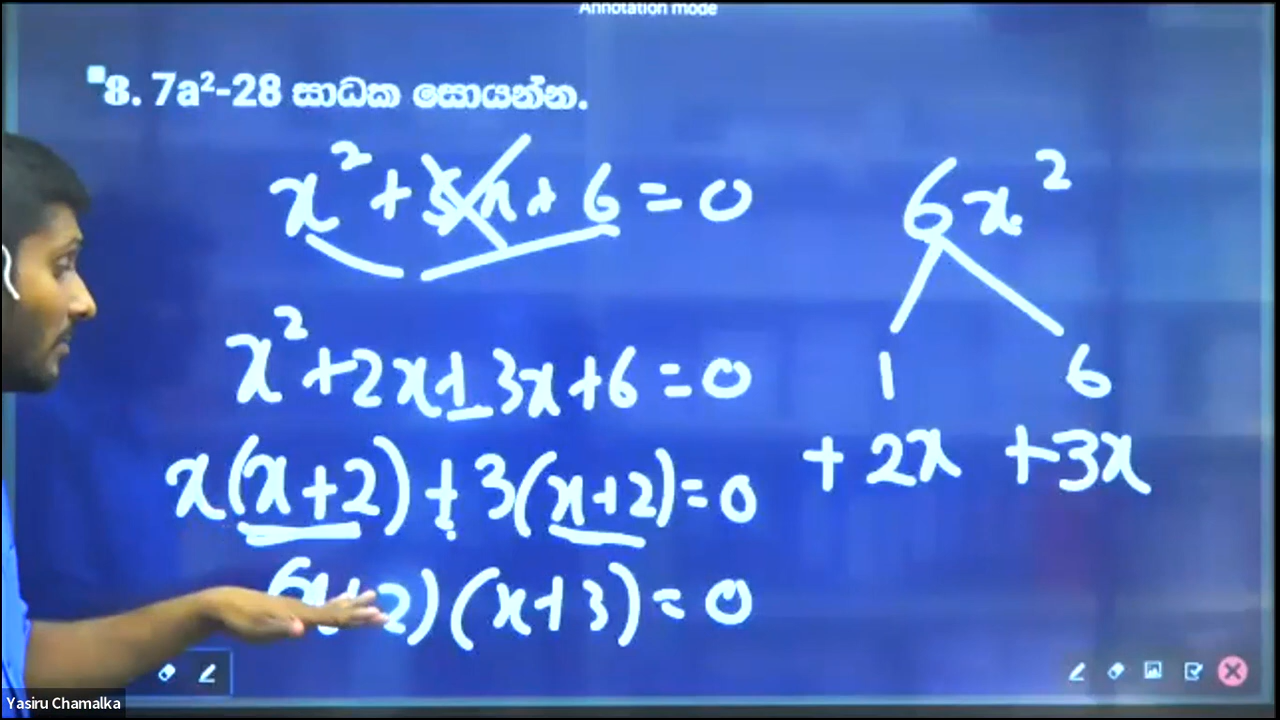 Annotation mode
8. 7a²-28 සාධක සොයන්න.
x² + 5x + 6 = 0
6x²
x² + 2x + 3x + 6 = 0
1 6
x(x+2) + 3(x+2) = 0
+ 2x + 3x
(x+2)(x+3) = 0
Yasiru Chamalka